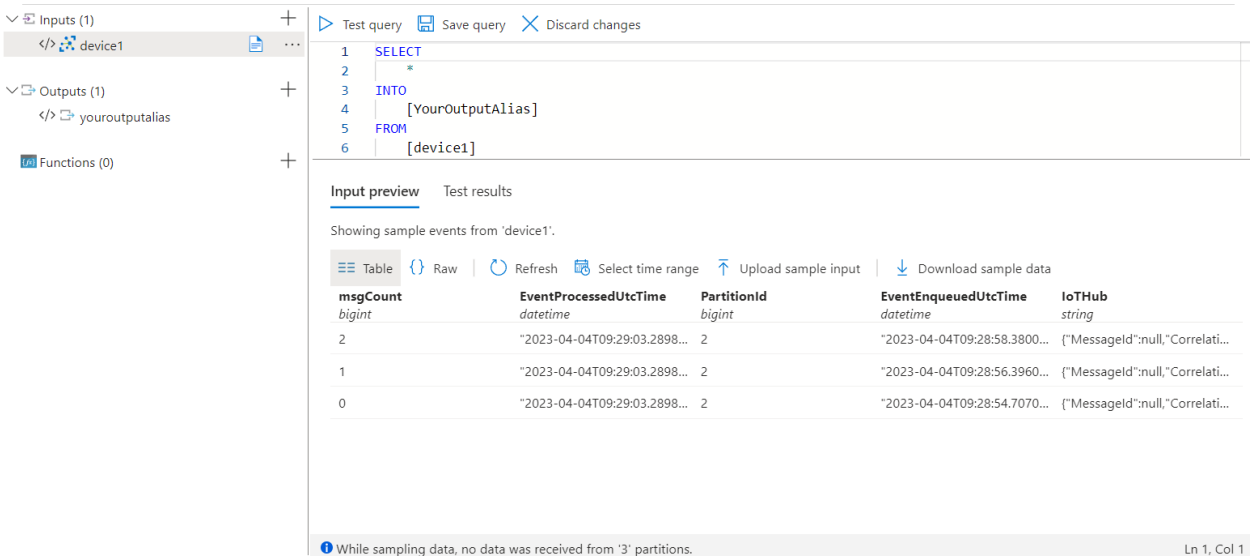 Inputs (1)
device1
Outputs (1)
youroutputalias
Functions (0)
Test query Save query Discard changes
1 SELECT
2 *
3 INTO
4 [YourOutputAlias]
5 FROM
6 [device1]
Input preview Test results
Showing sample events from 'device1'.
Table Raw Refresh Select time range Upload sample input Download sample data
msgCount EventProcessedUtcTime PartitionId EventEnqueuedUtcTime IoTHub
bigint datetime bigint datetime string
2 "2023-04-04T09:29:03.2898... 2 "2023-04-04T09:28:58.3800... {"MessageId":null,"Correlati...
1 "2023-04-04T09:29:03.2898... 2 "2023-04-04T09:28:56.3960... {"MessageId":null,"Correlati...
0 "2023-04-04T09:29:03.2898... 2 "2023-04-04T09:28:54.7070... {"MessageId":null,"Correlati...
While sampling data, no data was received from '3' partitions. Ln 1, Col 1